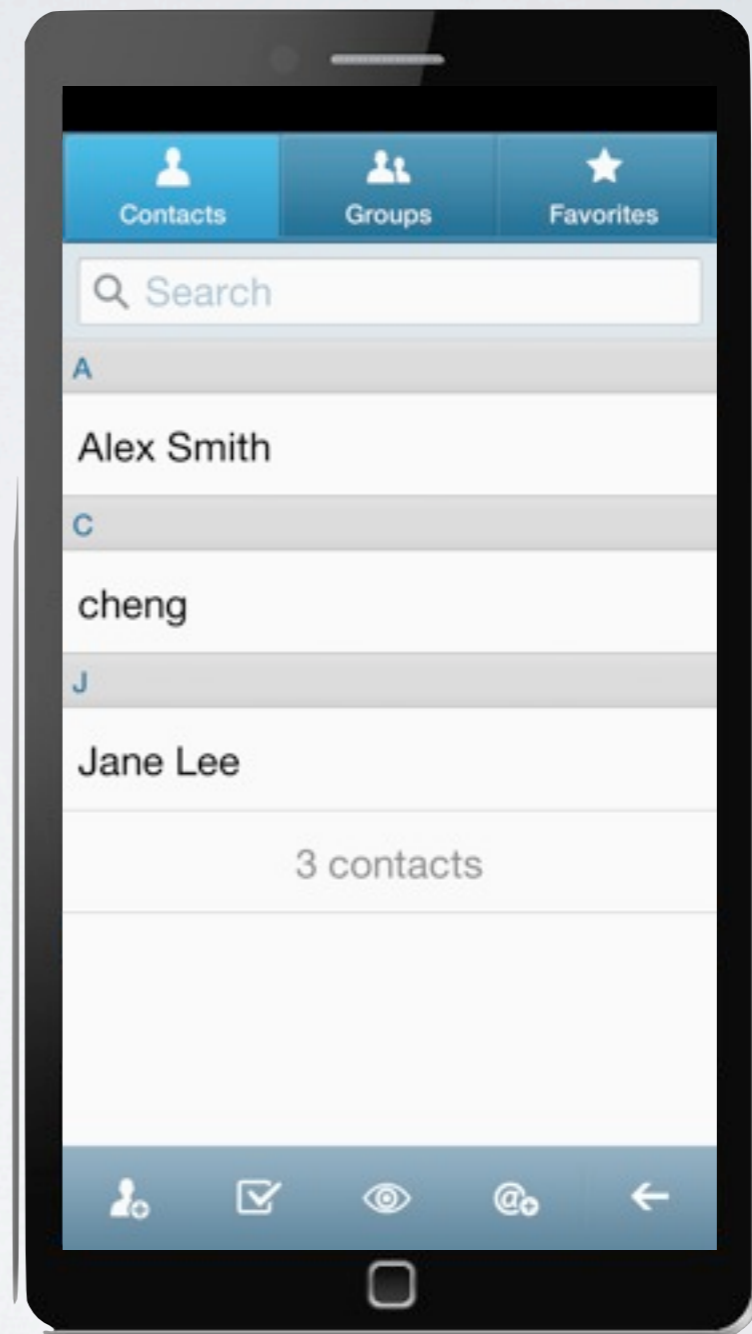 Contacts Groups Favorites
Search
A
Alex Smith
C
cheng
J
Jane Lee
3 contacts